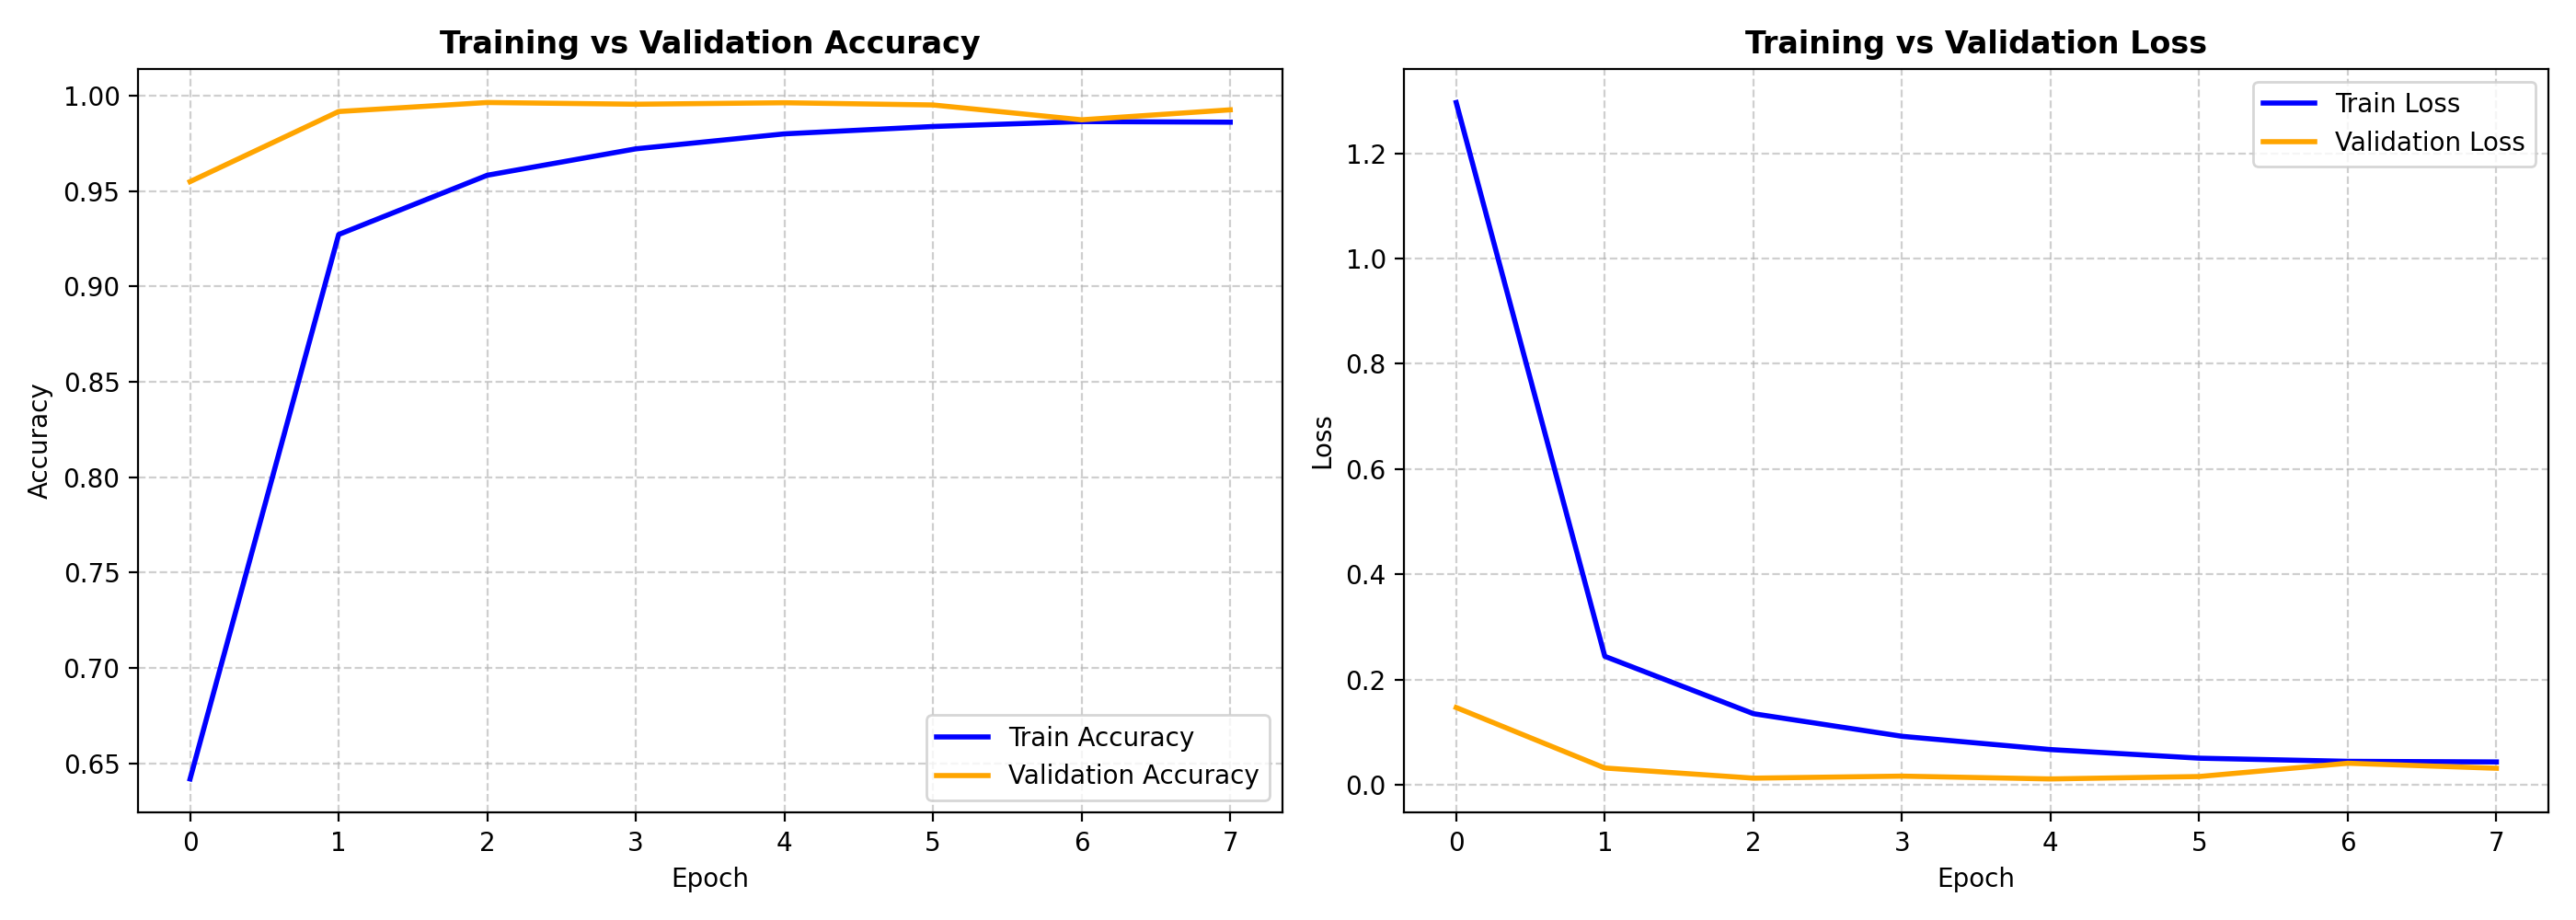 Training vs Validation Accuracy
1.00
0.95
0.90
0.85
0.80
0.75
0.70
0.65
Accuracy
0 1 2 3 4 5 6 7
Epoch
Train Accuracy
Validation Accuracy
Training vs Validation Loss
1.2
1.0
0.8
0.6
0.4
0.2
0.0
Loss
0 1 2 3 4 5 6 7
Epoch
Train Loss
Validation Loss